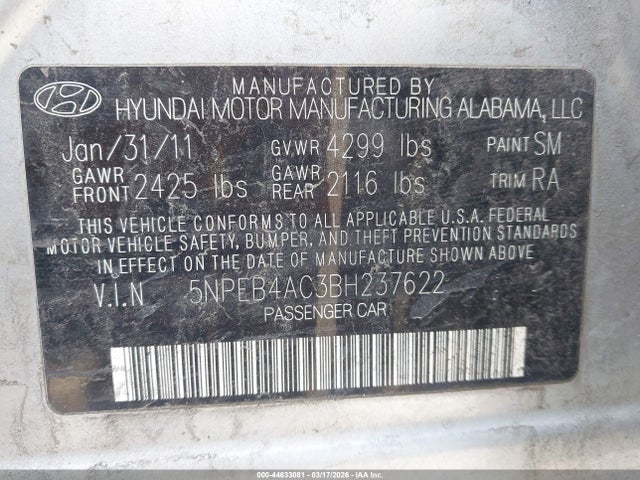 MANUFACTURED BY
HYUNDAI MOTOR MANUFACTURING ALABAMA, LLC
Jan/31/11 GVWR 4299 lbs PAINT SM
GAWR FRONT 2425 lbs GAWR REAR 2116 lbs TRIM RA
THIS VEHICLE CONFORMS TO ALL APPLICABLE U.S.A. FEDERAL
MOTOR VEHICLE SAFETY, BUMPER, AND THEFT PREVENTION STANDARDS
IN EFFECT ON THE DATE OF MANUFACTURE SHOWN ABOVE
V.I.N 5NPEB4AC3BH237622
PASSENGER CAR
000-44633081 | 03/17/2026 | COPART, INC.